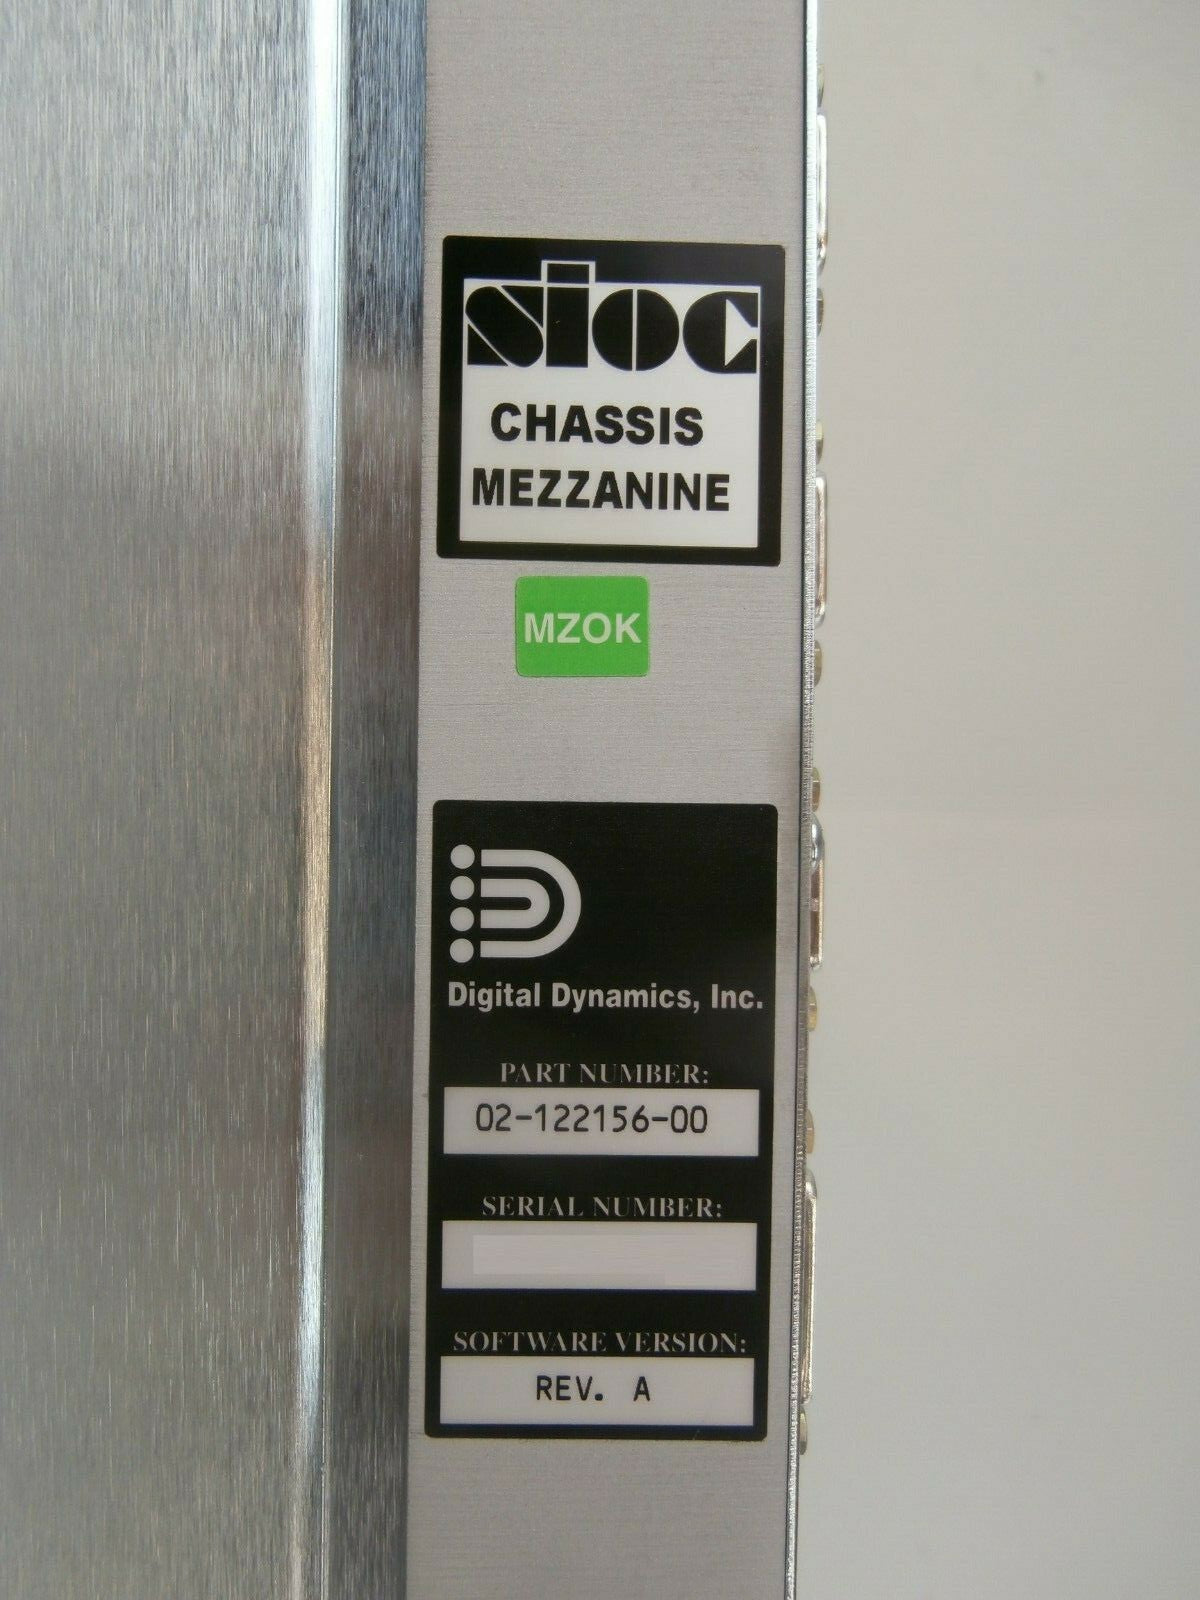 SIOC
CHASSIS
MEZZANINE
MZOK
Digital Dynamics, Inc.
PART NUMBER:
02-122156-00
SERIAL NUMBER:
SOFTWARE VERSION:
REV. A